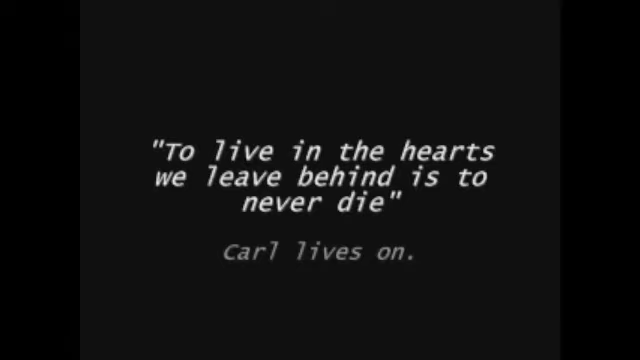 "To live in the hearts
we leave behind is to
never die"
Carl lives on.